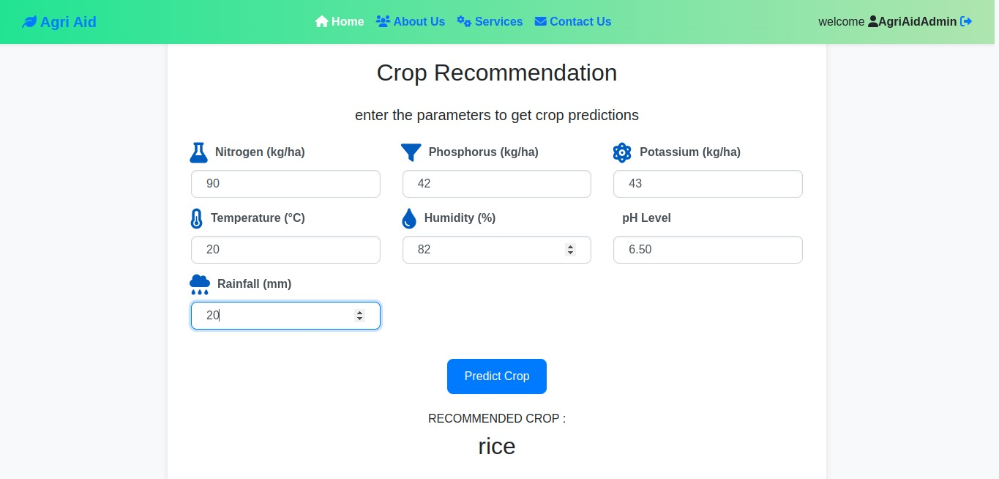 Agri Aid Home About Us Services Contact Us welcome AgriAidAdmin
Crop Recommendation
enter the parameters to get crop predictions
Nitrogen (kg/ha) Phosphorus (kg/ha) Potassium (kg/ha)
90 42 43
Temperature (°C) Humidity (%) pH Level
20 82 6.50
Rainfall (mm)
20
Predict Crop
RECOMMENDED CROP :
rice